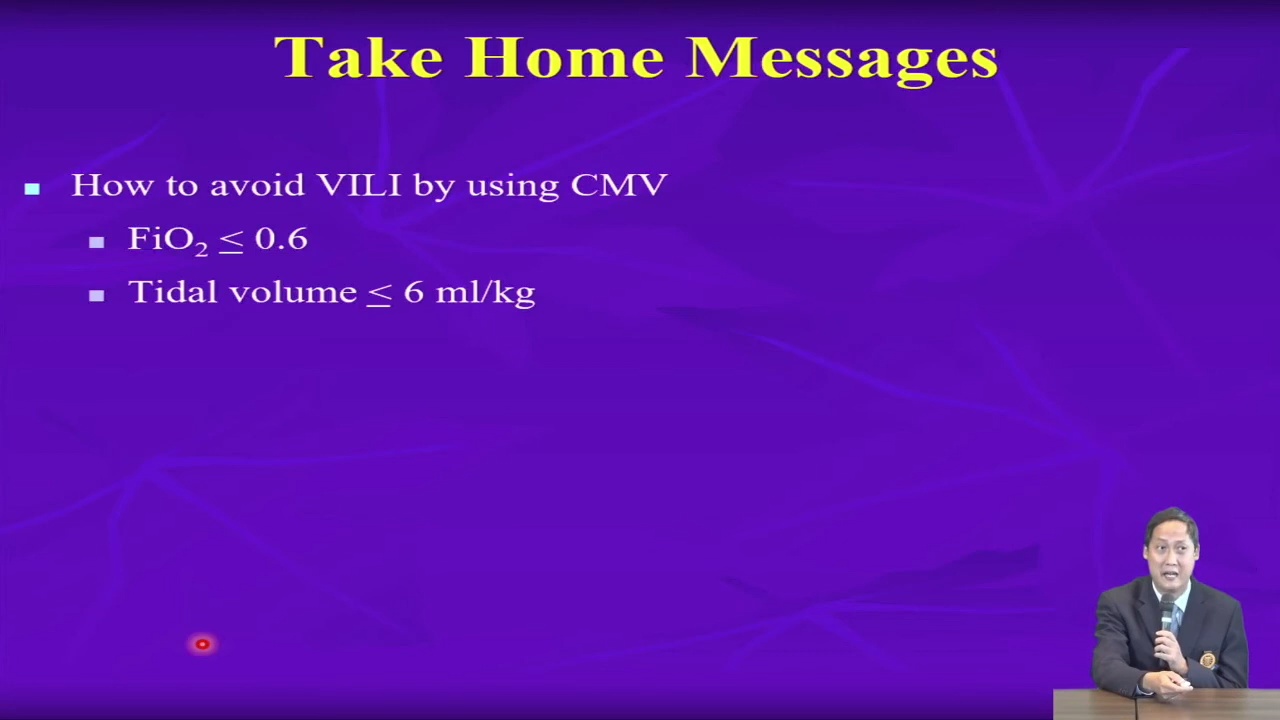 Take Home Messages
How to avoid VILI by using CMV
FiO₂ ≤ 0.6
Tidal volume ≤ 6 ml/kg